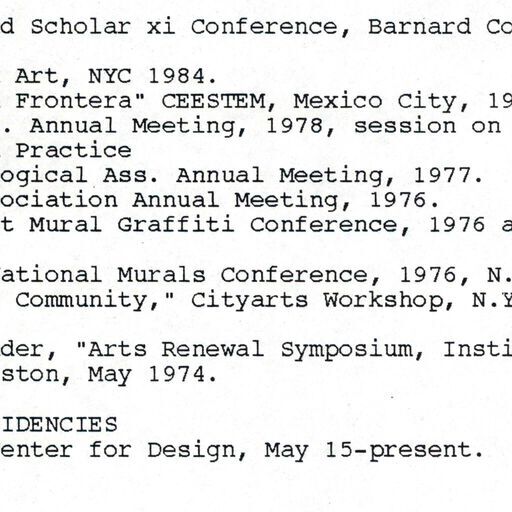 d Scholar xi Conference, Barnard Co
Art, NYC 1984.
Frontera" CEESTEM, Mexico City, 19
. Annual Meeting, 1978, session on
Practice
ogical Ass. Annual Meeting, 1977.
ociation Annual Meeting, 1976.
t Mural Graffiti Conference, 1976 a
ational Murals Conference, 1976, N.
Community," Cityarts Workshop, N.Y
der, "Arts Renewal Symposium, Insti
ston, May 1974.
IDENCIES
enter for Design, May 15-present.